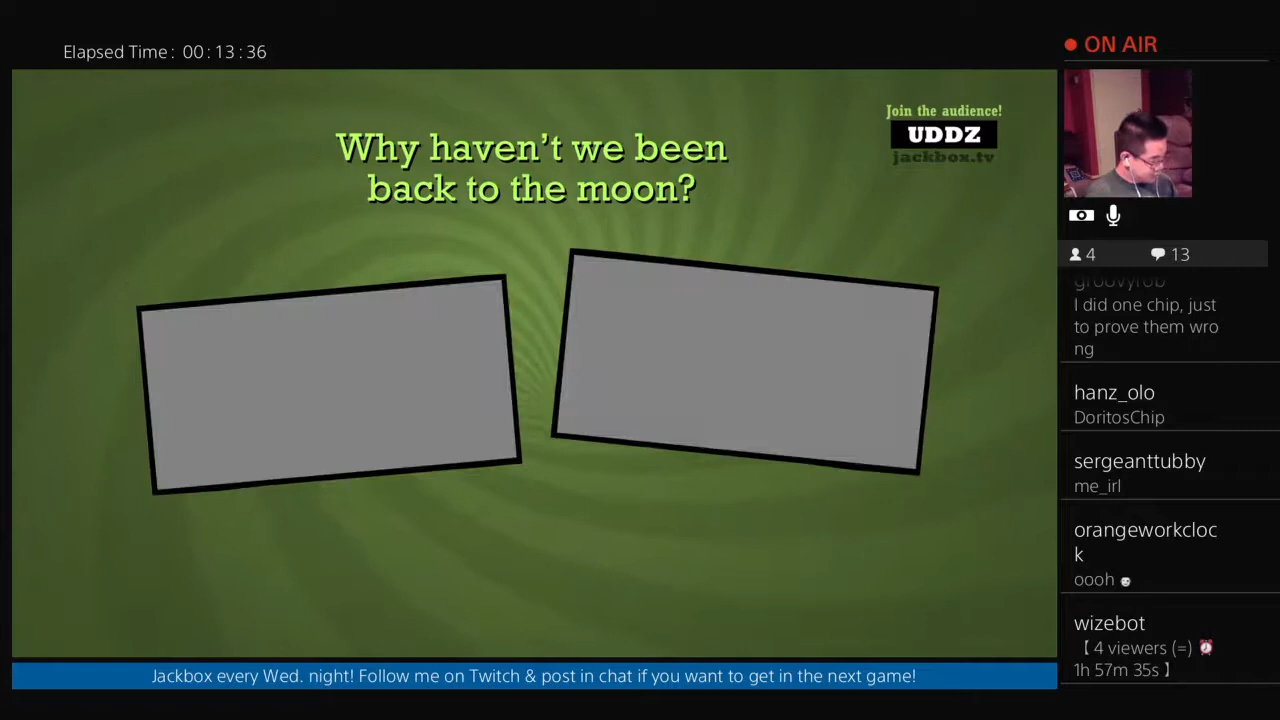 Elapsed Time: 00:13:36
ON AIR
Join the audience!
UDDZ
jackbox.tv
Why haven't we been
back to the moon?
4
13
groovyrob
I did one chip, just
to prove them wro
ng
hanz_olo
DoritosChip
sergeanttubby
me_irl
orangeworkcloc
k
oooh
wizebot
【4 viewers (=) ⏰
1h 57m 35s】
Jackbox every Wed. night! Follow me on Twitch & post in chat if you want to get in the next game!